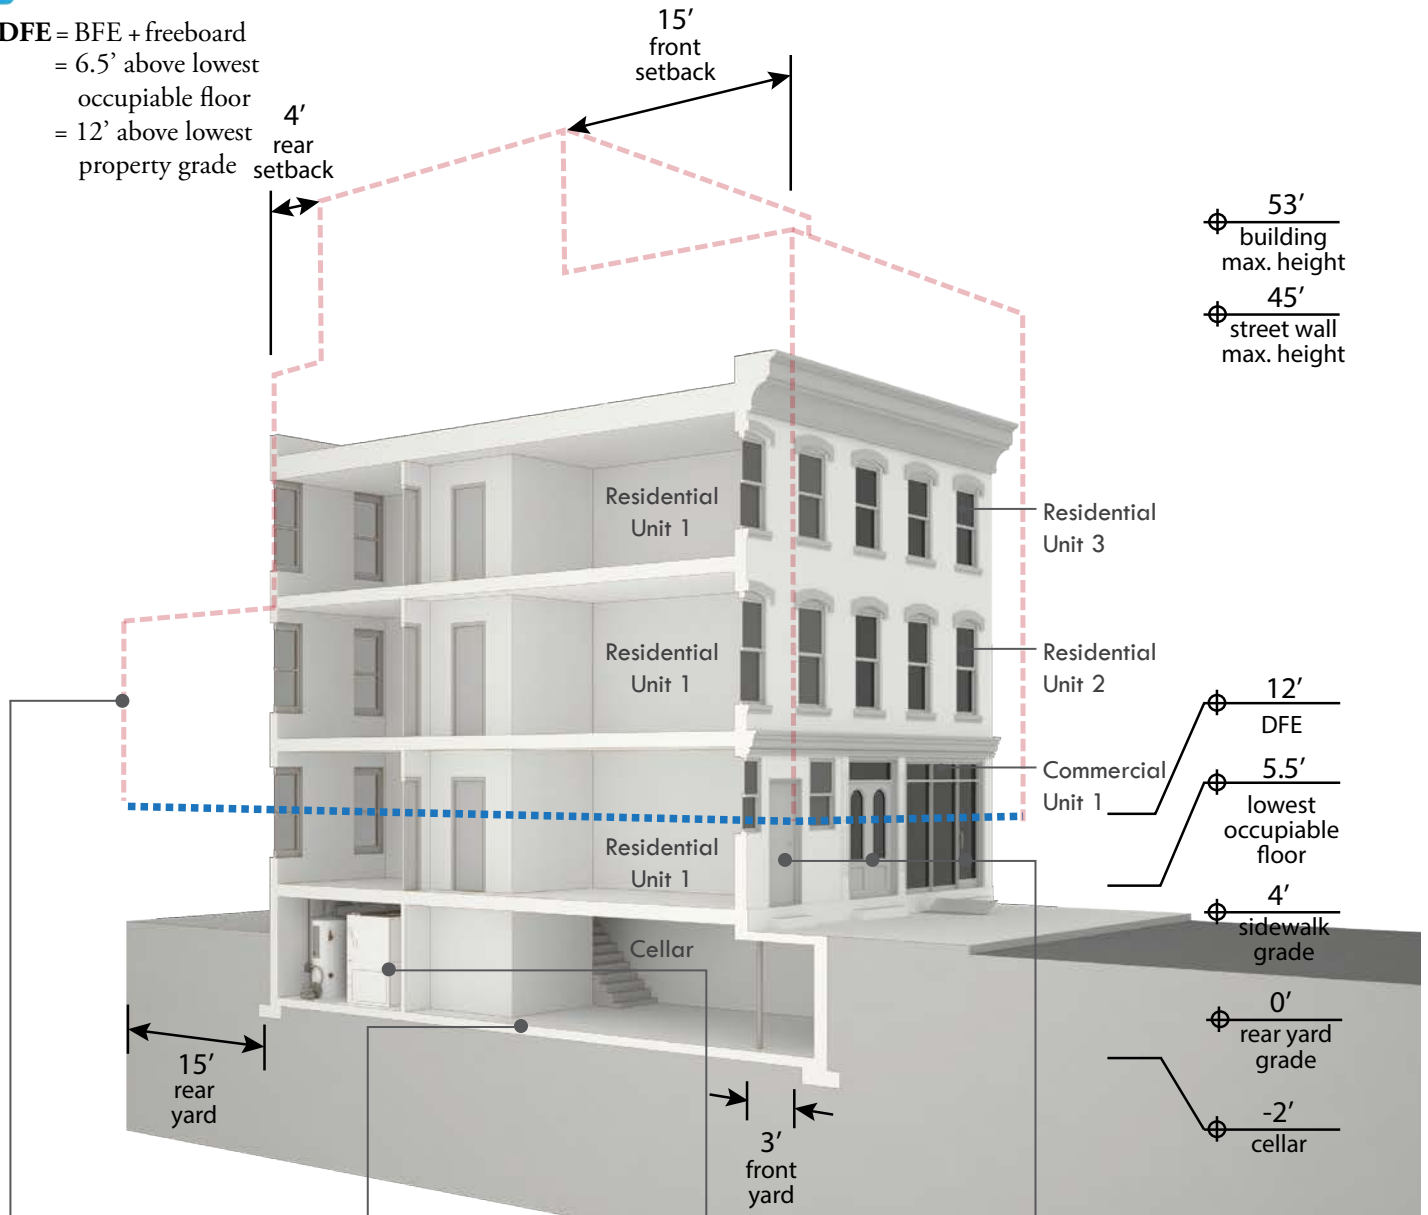 DFE = BFE + freeboard
= 6.5’ above lowest
occupiable floor
= 12’ above lowest
property grade
4’
rear
setback
15’
front
setback
53’
building
max. height
45’
street wall
max. height
Residential
Unit 1
Residential
Unit 3
Residential
Unit 1
Residential
Unit 2
12’
DFE
Commercial
Unit 1
5.5’
lowest
occupiable
floor
Residential
Unit 1
4’
sidewalk
grade
Cellar
0’
rear yard
grade
15’
rear
yard
-2’
cellar
3’
front
yard